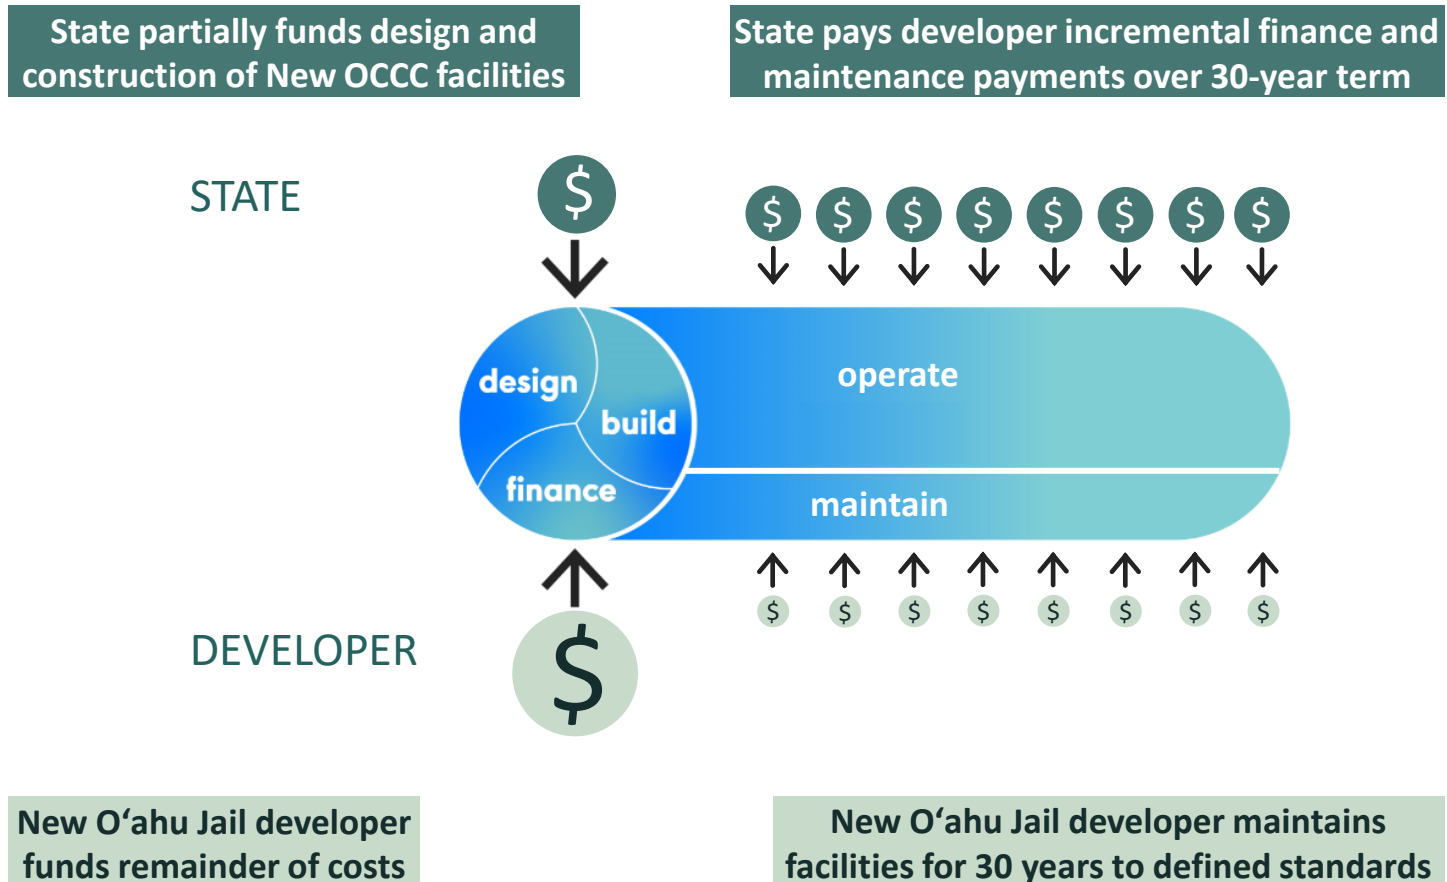 State partially funds design and
construction of New OCCC facilities
State pays developer incremental finance and
maintenance payments over 30-year term
STATE
$
$ $ $ $ $ $ $ $
design
build
finance
operate
maintain
$ $ $ $ $ $ $ $
DEVELOPER
$
New Oʻahu Jail developer
funds remainder of costs
New Oʻahu Jail developer maintains
facilities for 30 years to defined standards